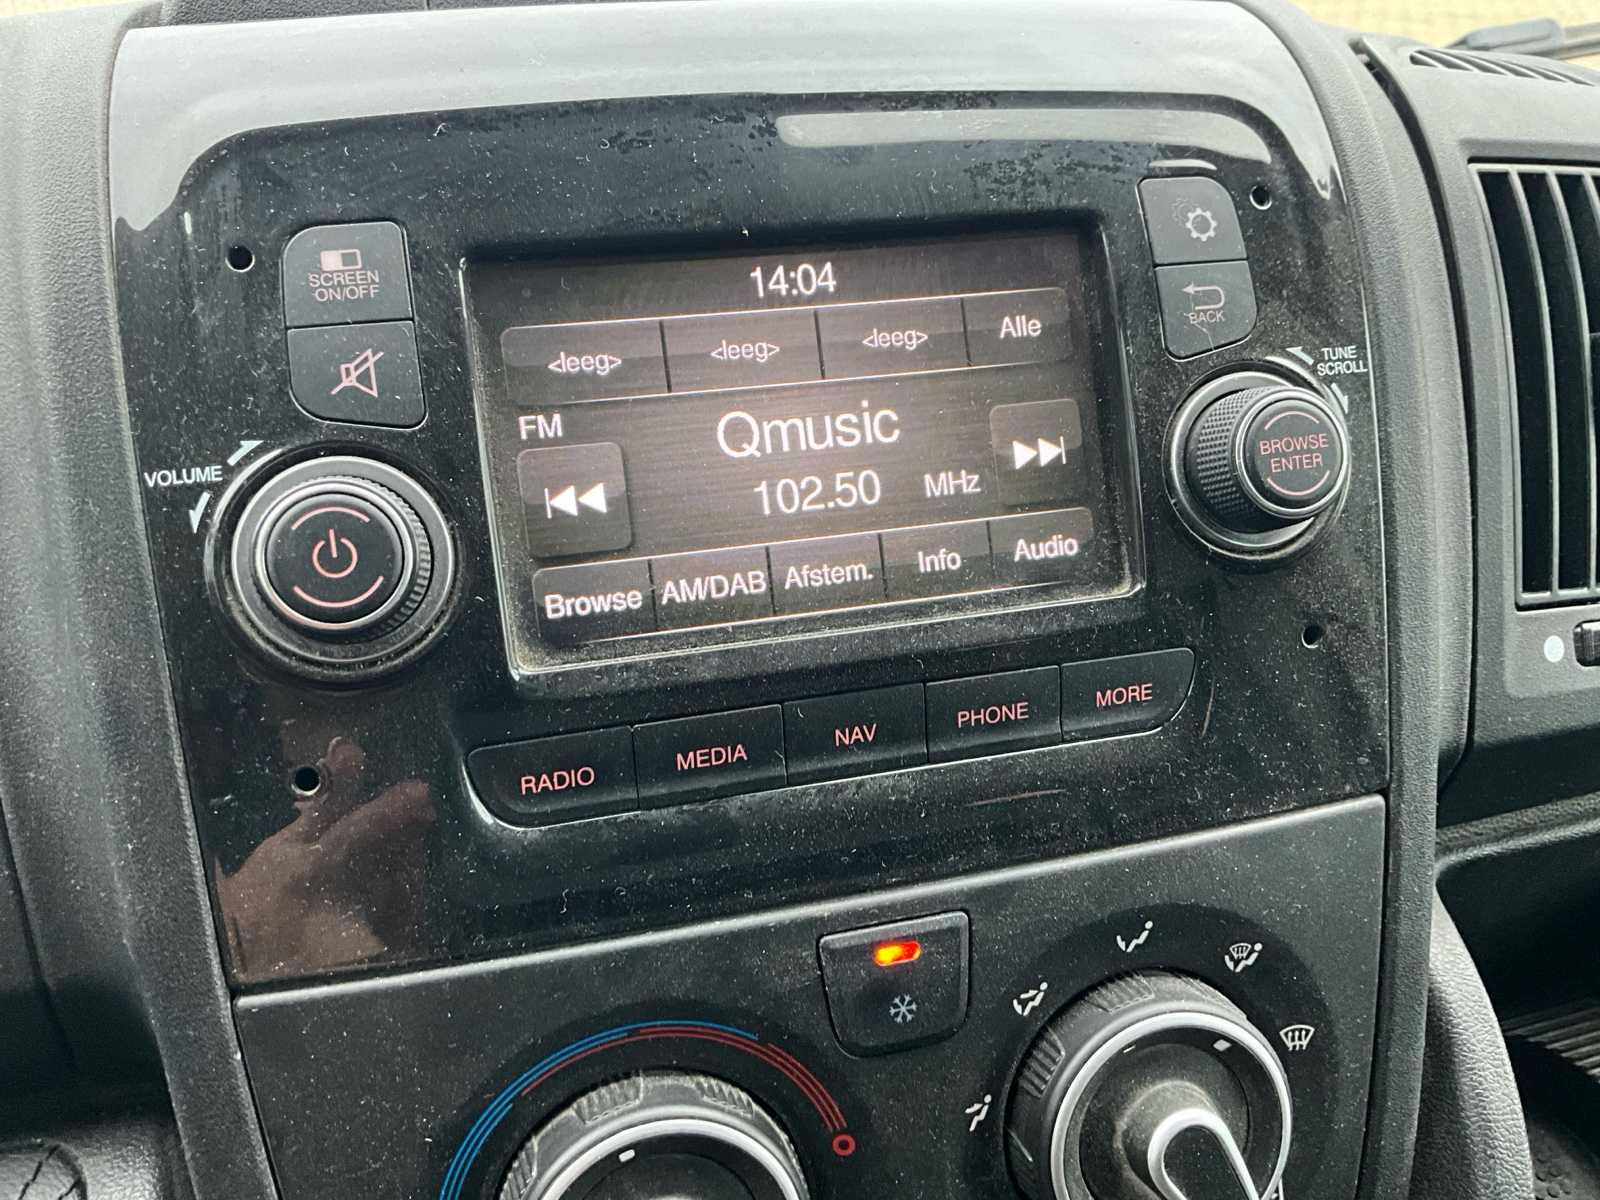 SCREEN
ON/OFF
VOLUME
14:04
<leeg> <leeg> <leeg> Alle
FM
Qmusic
102.50 MHz
Browse AM/DAB Afstem. Info Audio
BACK
TUNE
SCROLL
BROWSE
ENTER
RADIO MEDIA NAV PHONE MORE